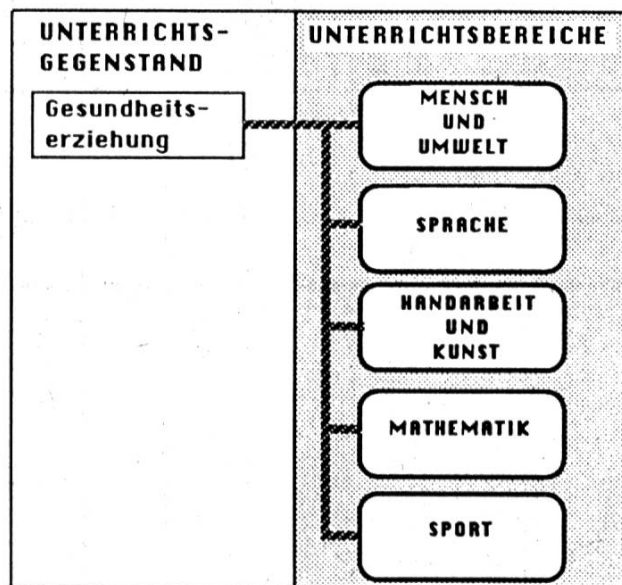 UNTERRICHTS-
GEGENSTAND
Gesundheits-
erziehung
UNTERRICHTSBEREICHE
MENSCH
UND
UMWELT
SPRACHE
HANDARBEIT
UND
KUNST
MATHEMATIK
SPORT